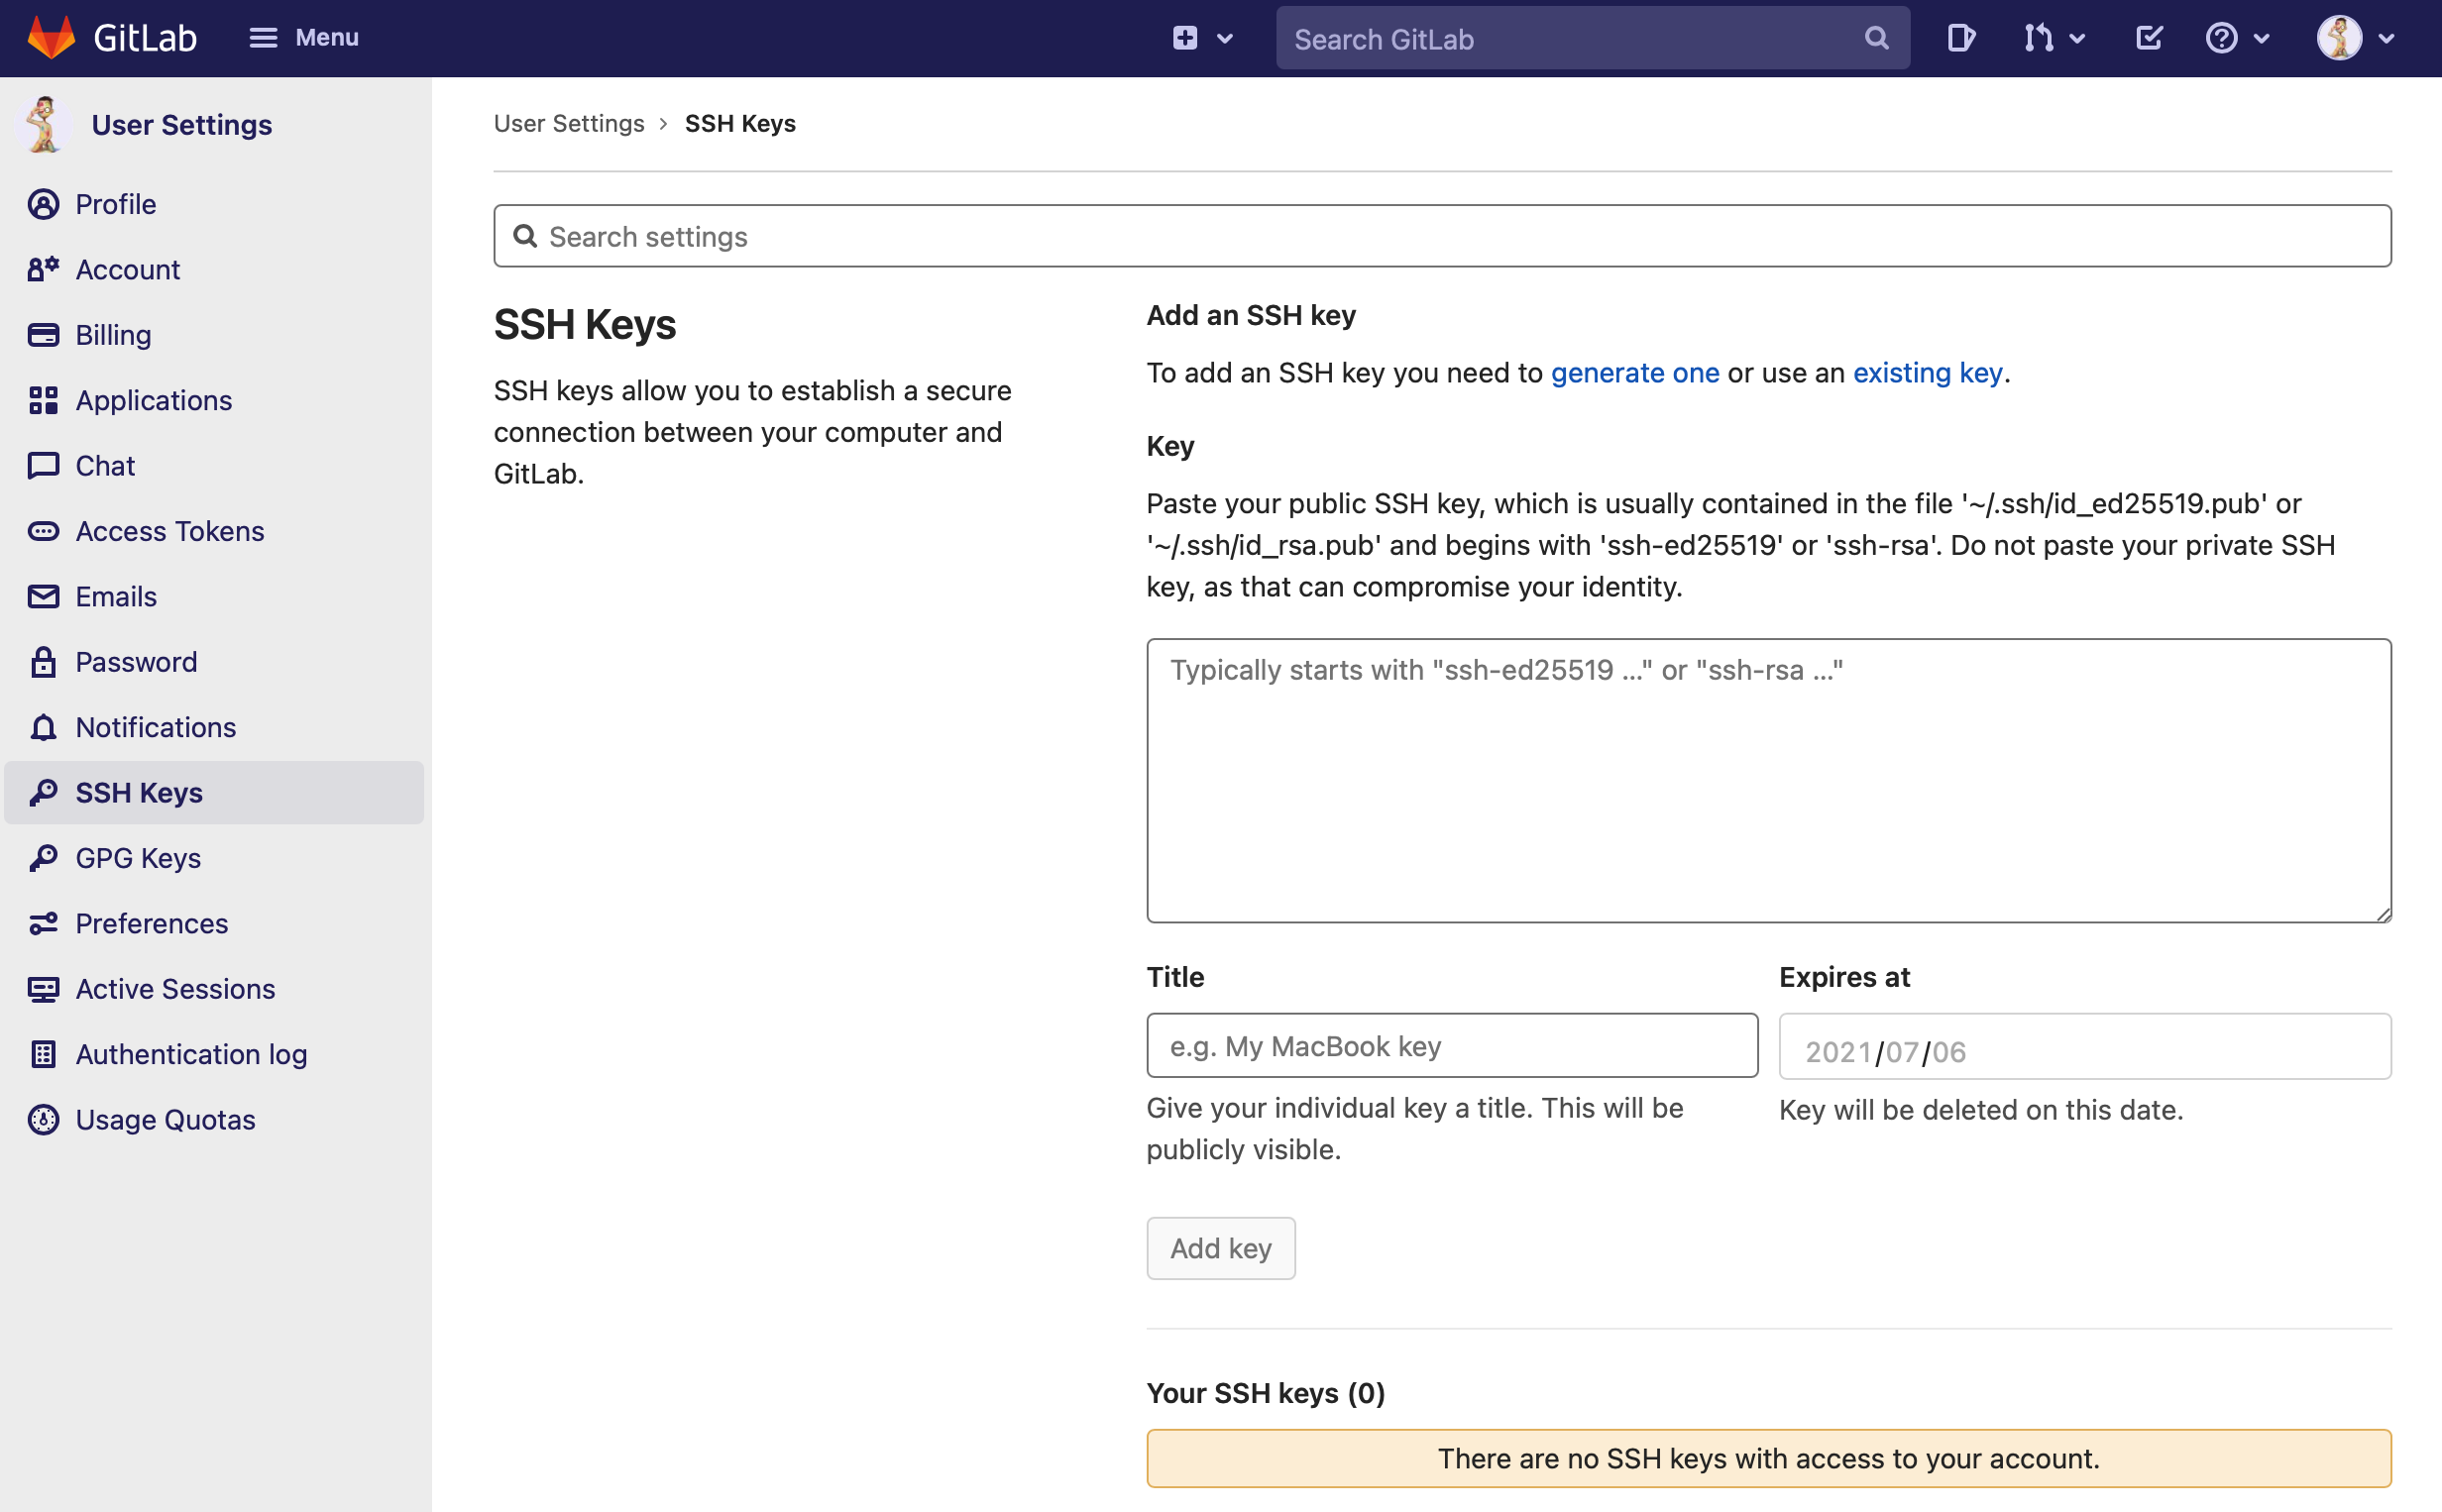 GitLab
Menu
Search GitLab
User Settings
Profile
Account
Billing
Applications
Chat
Access Tokens
Emails
Password
Notifications
SSH Keys
GPG Keys
Preferences
Active Sessions
Authentication log
Usage Quotas
User Settings › SSH Keys
Search settings
SSH Keys
SSH keys allow you to establish a secure
connection between your computer and
GitLab.
Add an SSH key
To add an SSH key you need to generate one or use an existing key.
Key
Paste your public SSH key, which is usually contained in the file '~/.ssh/id_ed25519.pub' or
'~/.ssh/id_rsa.pub' and begins with 'ssh-ed25519' or 'ssh-rsa'. Do not paste your private SSH
key, as that can compromise your identity.
Typically starts with "ssh-ed25519 ..." or "ssh-rsa ..."
Title
e.g. My MacBook key
Give your individual key a title. This will be
publicly visible.
Expires at
2021/07/06
Key will be deleted on this date.
Add key
Your SSH keys (0)
There are no SSH keys with access to your account.